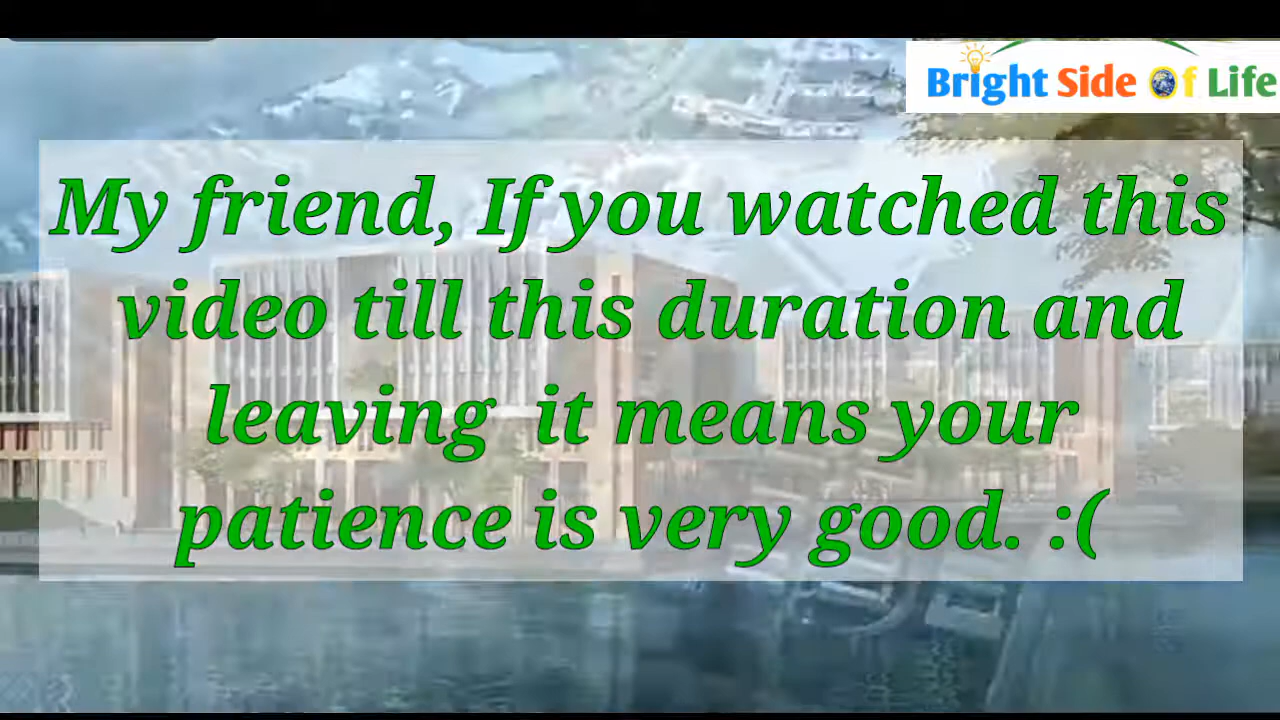 Bright Side Of Life
My friend, If you watched this
video till this duration and
leaving it means your
patience is very good. :(